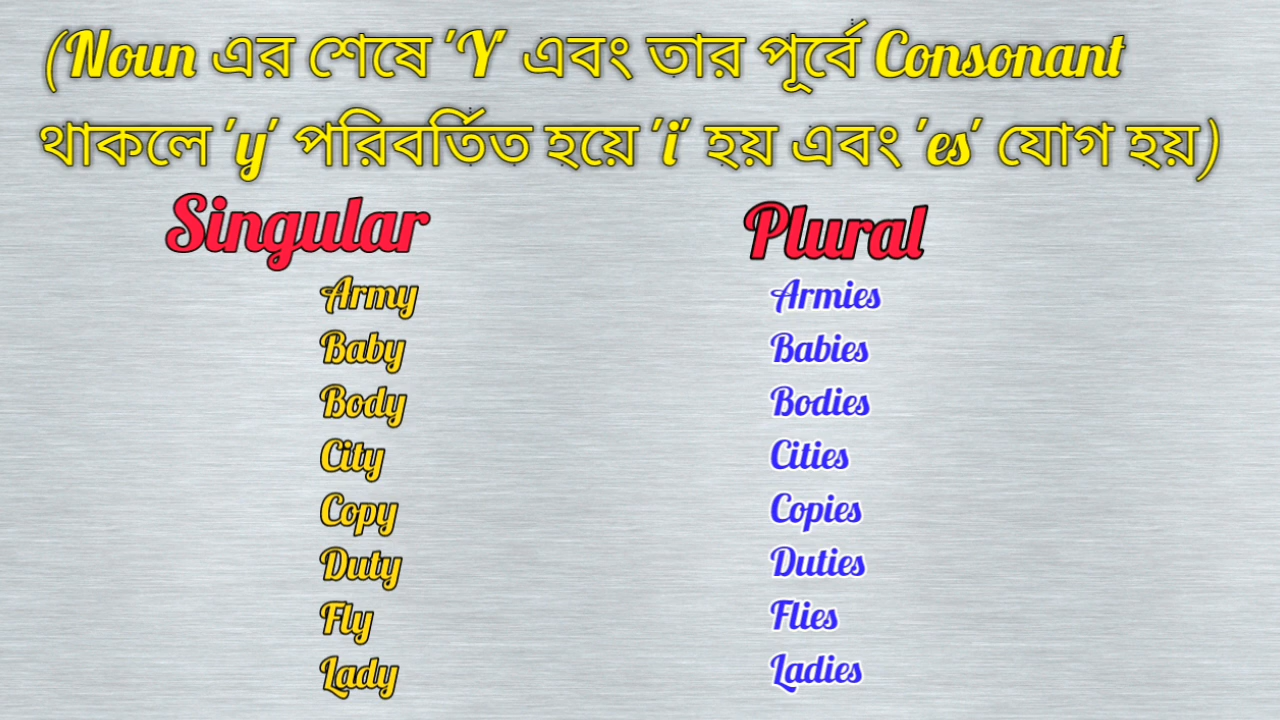 (Noun এর শেষে 'Y' এবং তার পূর্বে Consonant
থাকলে 'y' পরিবর্তিত হয়ে 'i' হয় এবং 'es' যোগ হয়)
Singular Plural
Army Armies
Baby Babies
Body Bodies
City Cities
Copy Copies
Duty Duties
Fly Flies
Lady Ladies